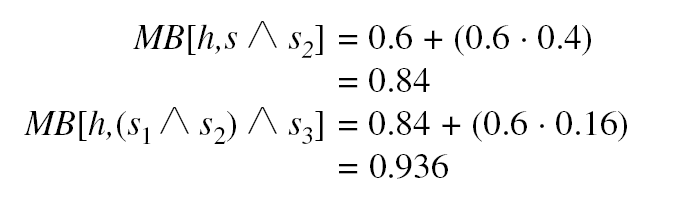 MB[h,s ∧ s₂] = 0.6 + (0.6 · 0.4)
= 0.84
MB[h,(s₁ ∧ s₂) ∧ s₃] = 0.84 + (0.6 · 0.16)
= 0.936